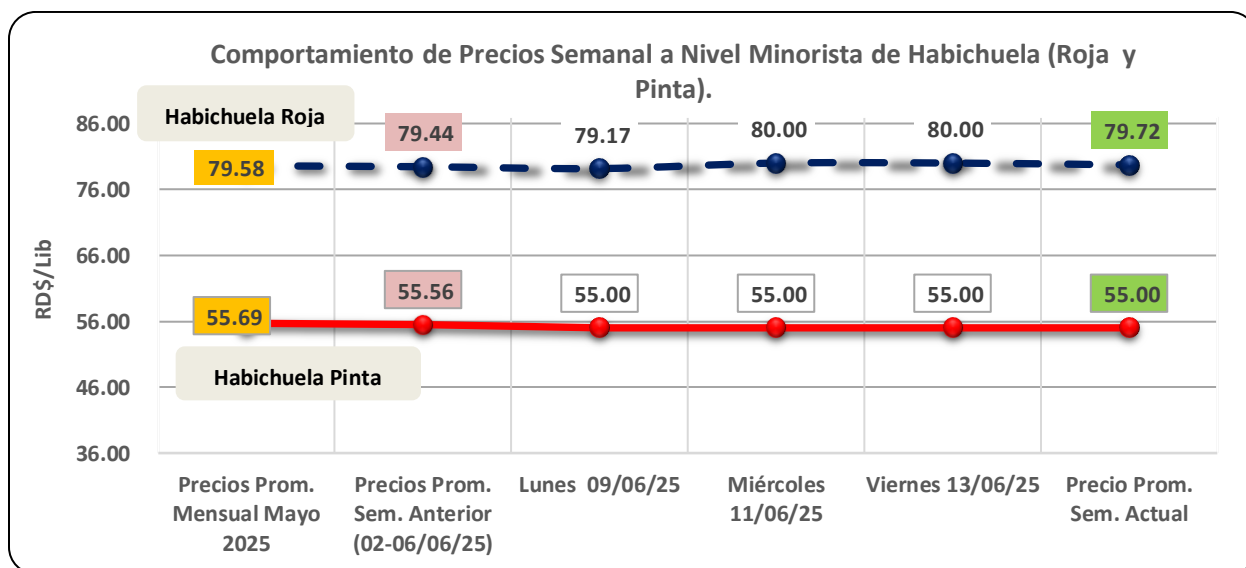 Comportamiento de Precios Semanal a Nivel Minorista de Habichuela (Roja y
Pinta).
Habichuela Roja
86.00
76.00
66.00
56.00
46.00
36.00
RD$/Lib
79.58
79.44
79.17
80.00
80.00
79.72
55.69
55.56
55.00
55.00
55.00
55.00
Habichuela Pinta
Precios Prom.
Mensual Mayo
2025
Precios Prom.
Sem. Anterior
(02-06/06/25)
Lunes 09/06/25
Miércoles
11/06/25
Viernes 13/06/25
Precio Prom.
Sem. Actual